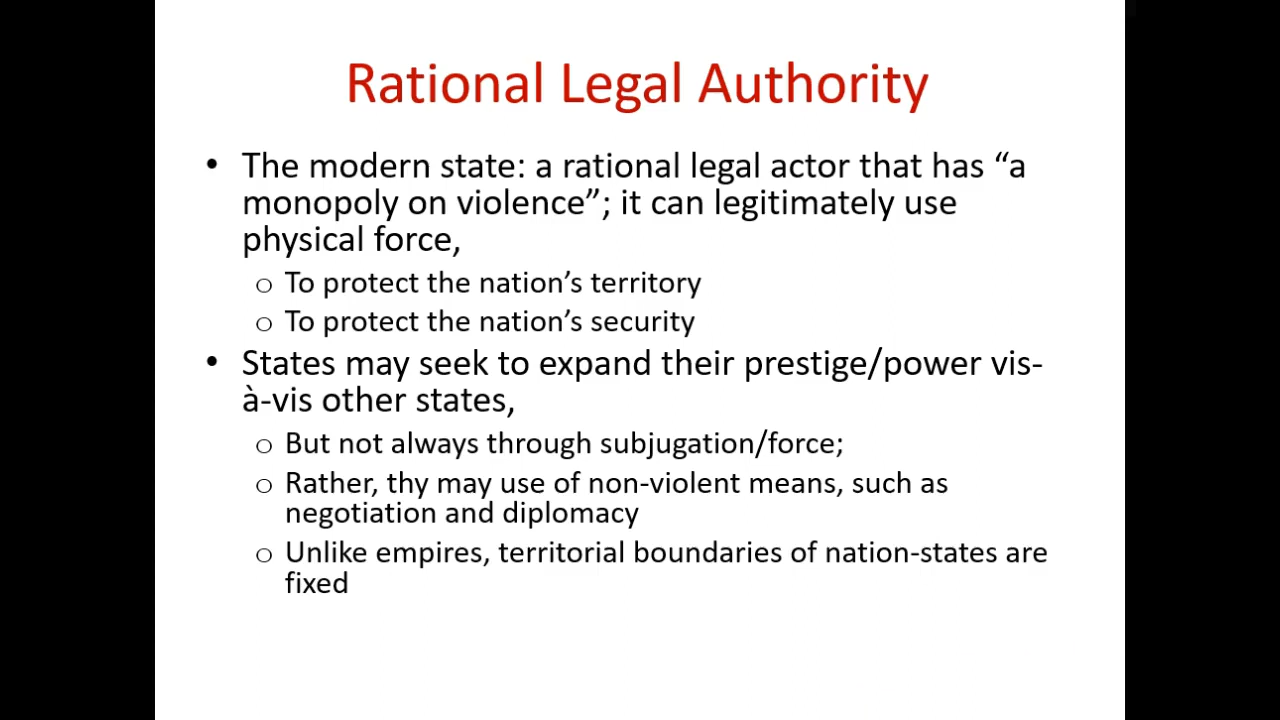 Rational Legal Authority
• The modern state: a rational legal actor that has “a
monopoly on violence”; it can legitimately use
physical force,
o To protect the nation’s territory
o To protect the nation’s security
• States may seek to expand their prestige/power vis-
à-vis other states,
o But not always through subjugation/force;
o Rather, thy may use of non-violent means, such as
negotiation and diplomacy
o Unlike empires, territorial boundaries of nation-states are
fixed